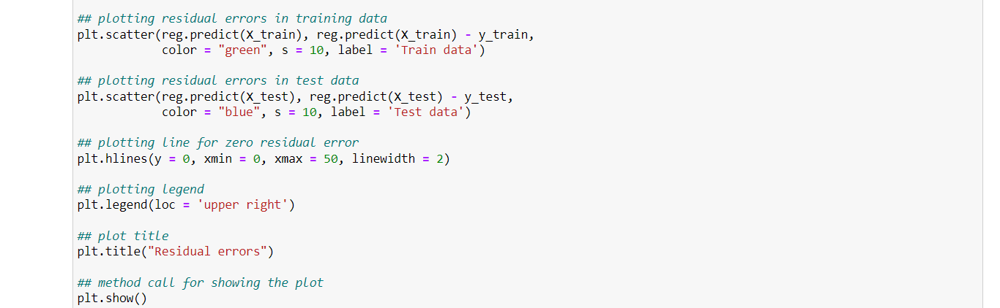 ## plotting residual errors in training data
plt.scatter(reg.predict(X_train), reg.predict(X_train) - y_train,
            color = "green", s = 10, label = 'Train data')
## plotting residual errors in test data
plt.scatter(reg.predict(X_test), reg.predict(X_test) - y_test,
            color = "blue", s = 10, label = 'Test data')
## plotting line for zero residual error
plt.hlines(y = 0, xmin = 0, xmax = 50, linewidth = 2)
## plotting legend
plt.legend(loc = 'upper right')
## plot title
plt.title("Residual errors")
## method call for showing the plot
plt.show()